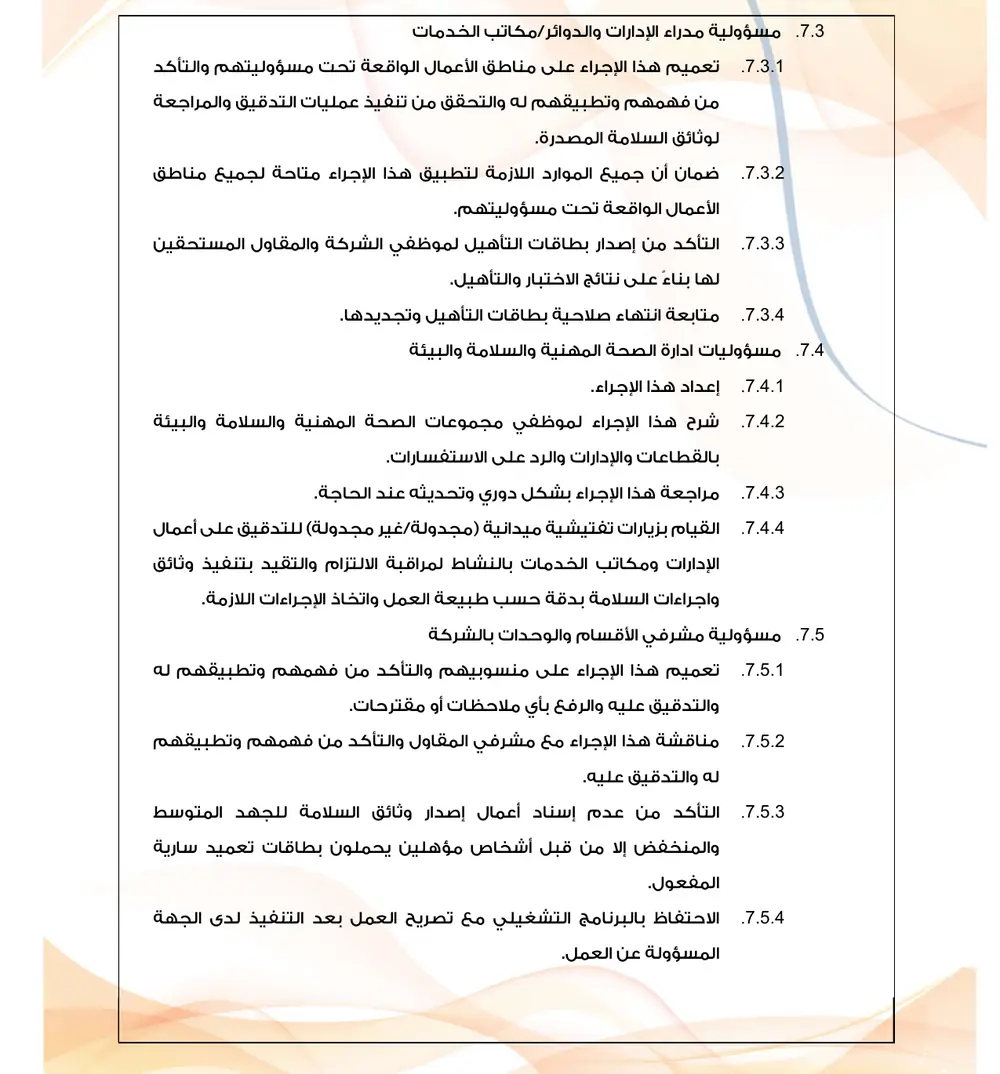 7.3. مسؤولية مدراء الإدارات والدوائر/مكاتب الخدمات
7.3.1. تعميم هذا الإجراء على مناطق الأعمال الواقعة تحت مسؤوليتهم والتأكد
من فهمهم وتطبيقهم له والتحقق من تنفيذ عمليات التدقيق والمراجعة
لوثائق السلامة المصدرة.
7.3.2. ضمان أن جميع الموارد اللازمة لتطبيق هذا الإجراء متاحة لجميع مناطق
الأعمال الواقعة تحت مسؤوليتهم.
7.3.3. التأكد من إصدار بطاقات التأهيل لموظفي الشركة والمقاول المستحقين
لها بناءً على نتائج الاختبار والتأهيل.
7.3.4. متابعة انتهاء صلاحية بطاقات التأهيل وتجديدها.
7.4. مسؤوليات ادارة الصحة المهنية والسلامة والبيئة
7.4.1. إعداد هذا الإجراء.
7.4.2. شرح هذا الإجراء لموظفي مجموعات الصحة المهنية والسلامة والبيئة
بالقطاعات والإدارات والرد على الاستفسارات.
7.4.3. مراجعة هذا الإجراء بشكل دوري وتحديثه عند الحاجة.
7.4.4. القيام بزيارات تفتيشية ميدانية (مجدولة/غير مجدولة) للتدقيق على أعمال
الإدارات ومكاتب الخدمات بالنشاط لمراقبة الالتزام والتقيد بتنفيذ وثائق
واجراءات السلامة بدقة حسب طبيعة العمل واتخاذ الإجراءات اللازمة.
7.5. مسؤولية مشرفي الأقسام والوحدات بالشركة
7.5.1. تعميم هذا الإجراء على منسوبيهم والتأكد من فهمهم وتطبيقهم له
والتدقيق عليه والرفع بأي ملاحظات أو مقترحات.
7.5.2. مناقشة هذا الإجراء مع مشرفي المقاول والتأكد من فهمهم وتطبيقهم
له والتدقيق عليه.
7.5.3. التأكد من عدم إسناد أعمال إصدار وثائق السلامة للجهد المتوسط
والمنخفض إلا من قبل أشخاص مؤهلين يحملون بطاقات تعميد سارية
المفعول.
7.5.4. الاحتفاظ بالبرنامج التشغيلي مع تصريح العمل بعد التنفيذ لدى الجهة
المسؤولة عن العمل.